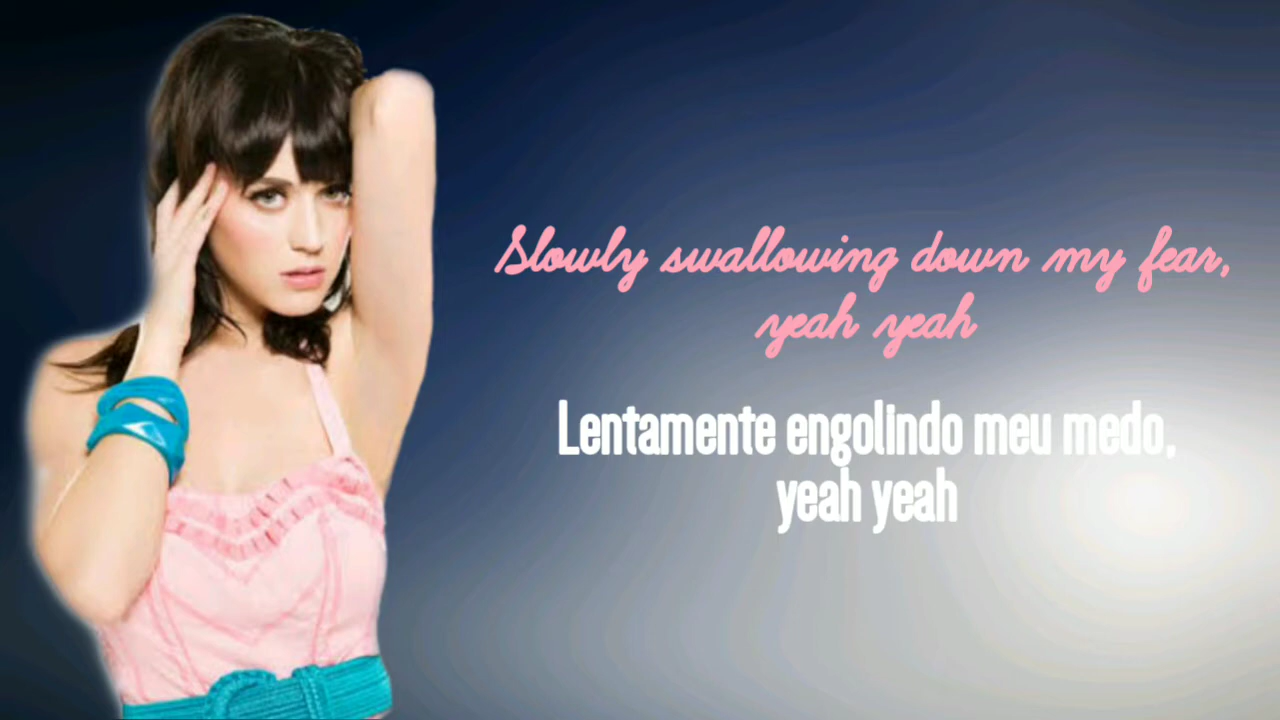 Slowly swallowing down my fear,
yeah yeah
Lentamente engolindo meu medo,
yeah yeah